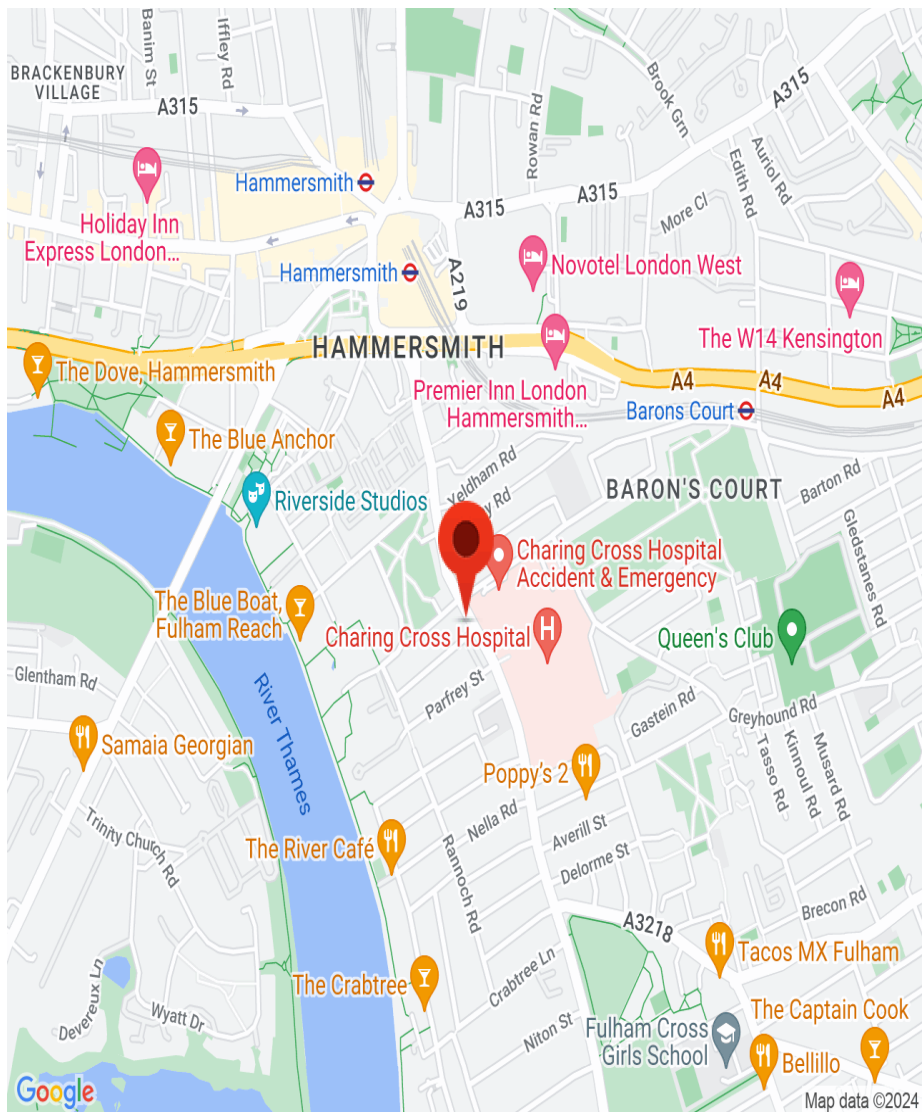 Banim St
Iffley Rd
BRACKENBURY
VILLAGE
A315
A315
Brook Grn
Rowan Rd
Auriol Rd
Edith Rd
Hammersmith
A315
A315
More Cl
Holiday Inn
Express London...
Hammersmith
A219
Novotel London West
The W14 Kensington
HAMMERSMITH
The Dove, Hammersmith
Premier Inn London
Hammersmith...
A4
A4
A4
Barons Court
The Blue Anchor
Yeldham Rd
BARON'S COURT
Barton Rd
Riverside Studios
Rd
Gledstanes Rd
Charing Cross Hospital
Accident & Emergency
The Blue Boat,
Fulham Reach
Charing Cross Hospital
H
Queen's Club
Glentham Rd
River Thames
Parfrey St
Gastein Rd
Greyhound Rd
Samaia Georgian
Tasso Rd
Kinnoul Rd
Musard Rd
Poppy's 2
Trinity Church Rd
Nella Rd
Averill St
The River Café
Rannoch Rd
Delorme St
Brecon Rd
A3218
Tacos MX Fulham
Devereux Ln
Wyatt Dr
The Crabtree
Crabtree Ln
Niton St
Fulham Cross
Girls School
The Captain Cook
Bellillo
Google
Map data ©2024